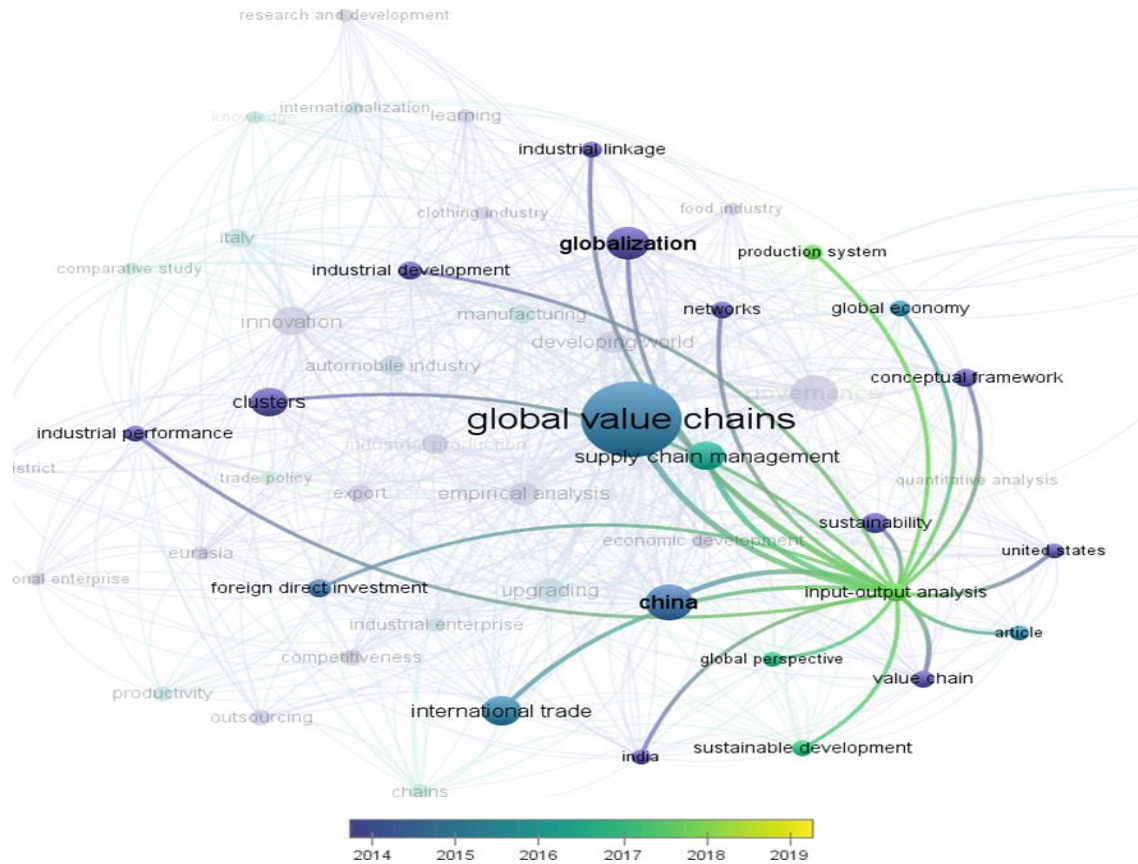 research and development
knowledge
internationalization
learning
industrial linkage
clothing industry
food industry
italy
globalization
production system
comparative study
industrial development
networks
global economy
innovation
manufacturing
developing world
automobile industry
conceptual framework
clusters
governance
global value chains
industrial performance
industrial production
supply chain management
istrict
trade policy
quantitative analysis
export
empirical analysis
sustainability
economic development
eurasia
united states
onal enterprise
foreign direct investment
upgrading
input-output analysis
china
industrial enterprise
article
competitiveness
global perspective
value chain
productivity
outsourcing
international trade
india
sustainable development
chains
2014 2015 2016 2017 2018 2019